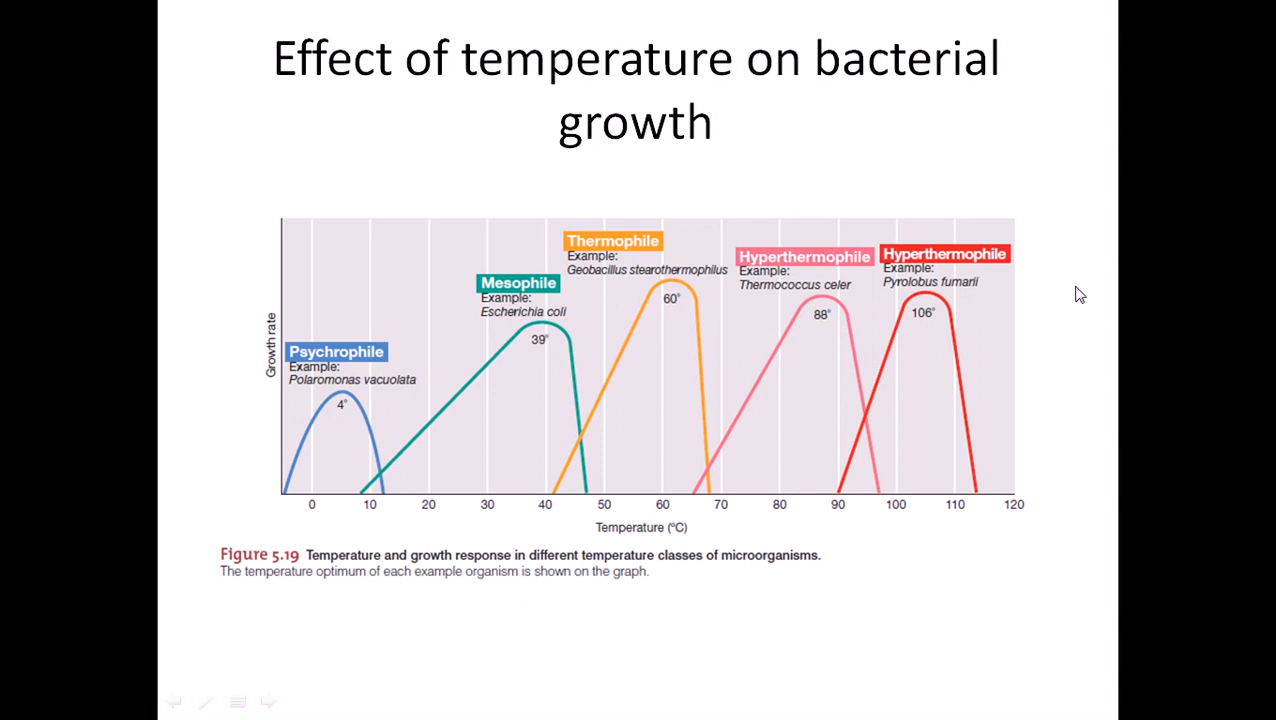 Effect of temperature on bacterial
growth
Thermophile
Example:
Geobacillus stearothermophilus
Hyperthermophile
Example:
Thermococcus celer
Hyperthermophile
Example:
Pyrolobus fumarii
Mesophile
Example:
Escherichia coli
Psychrophile
Example:
Polaromonas vacuolata
4°
39°
60°
88°
106°
Growth rate
0 10 20 30 40 50 60 70 80 90 100 110 120
Temperature (°C)
Figure 5.19 Temperature and growth response in different temperature classes of microorganisms.
The temperature optimum of each example organism is shown on the graph.